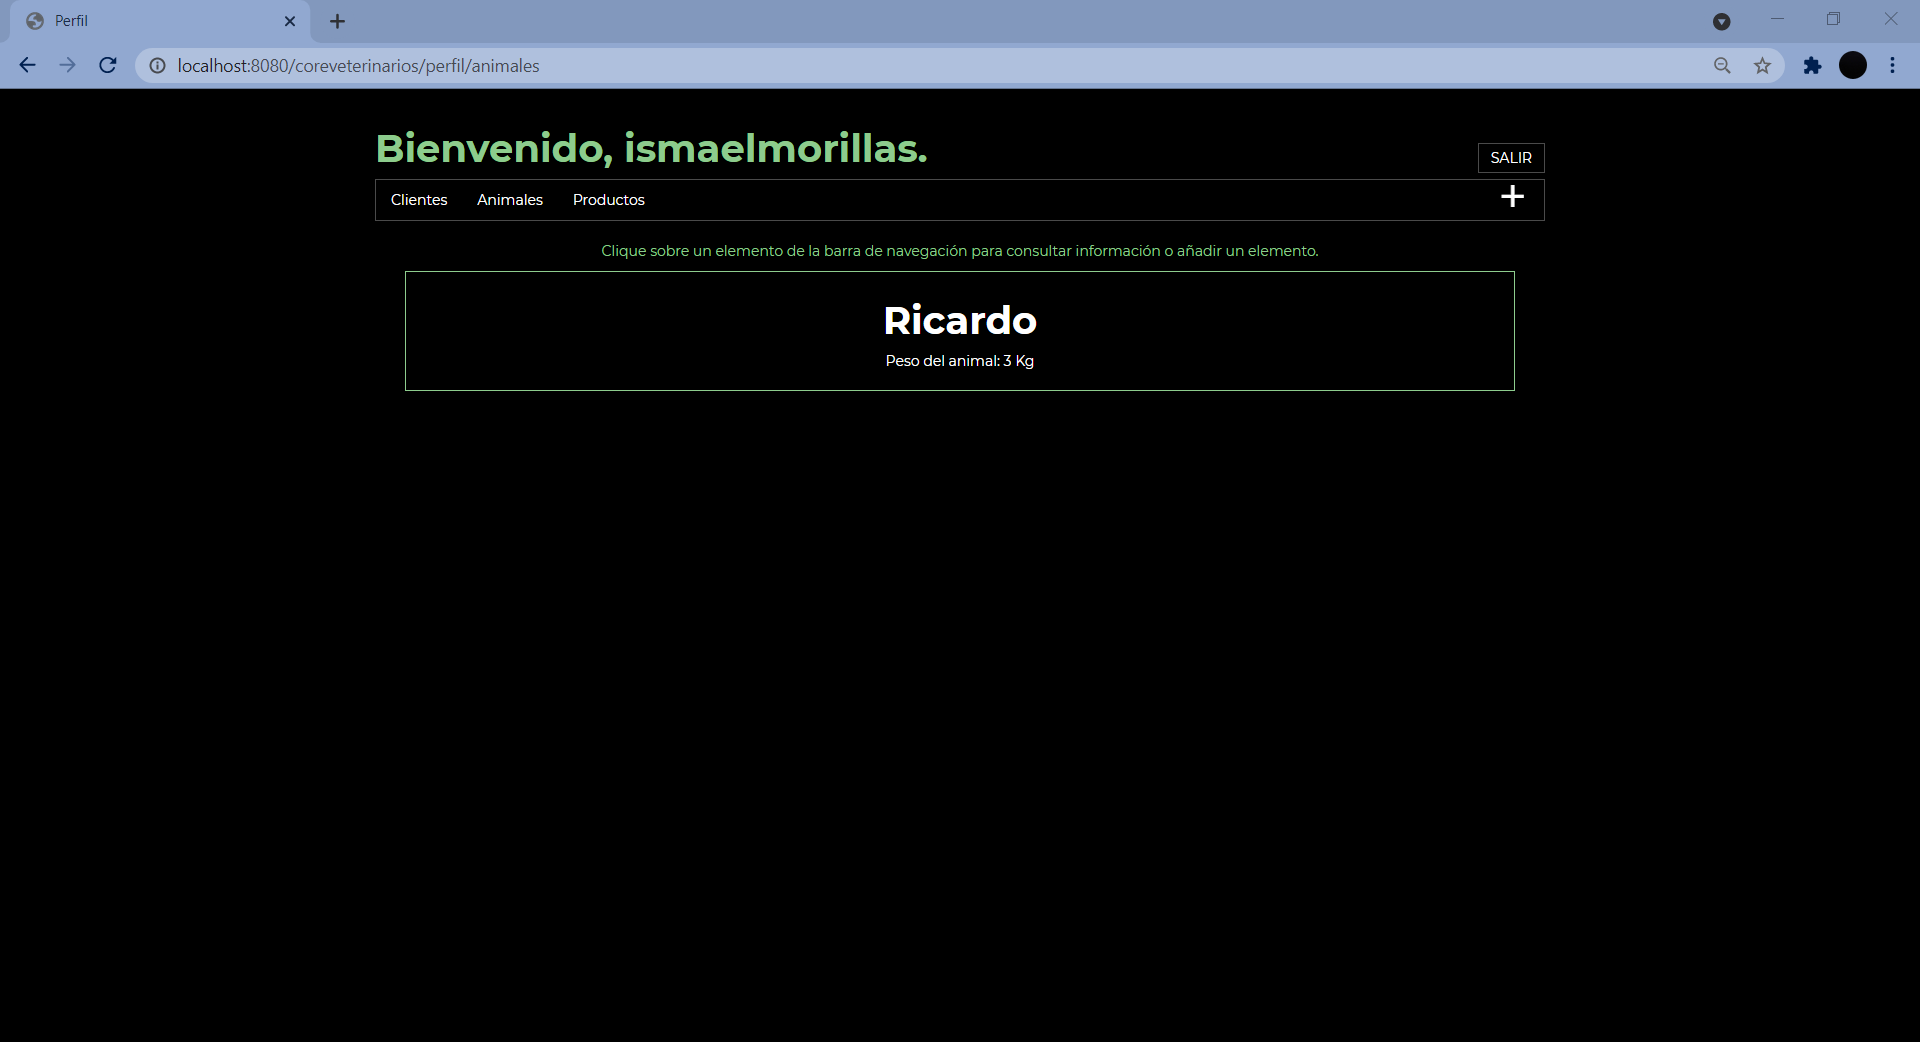 Perfil
localhost:8080/coreveterinarios/perfil/animales
Bienvenido, ismaelmorillas.
SALIR
Clientes Animales Productos +
Clique sobre un elemento de la barra de navegación para consultar información o añadir un elemento.
Ricardo
Peso del animal: 3 Kg